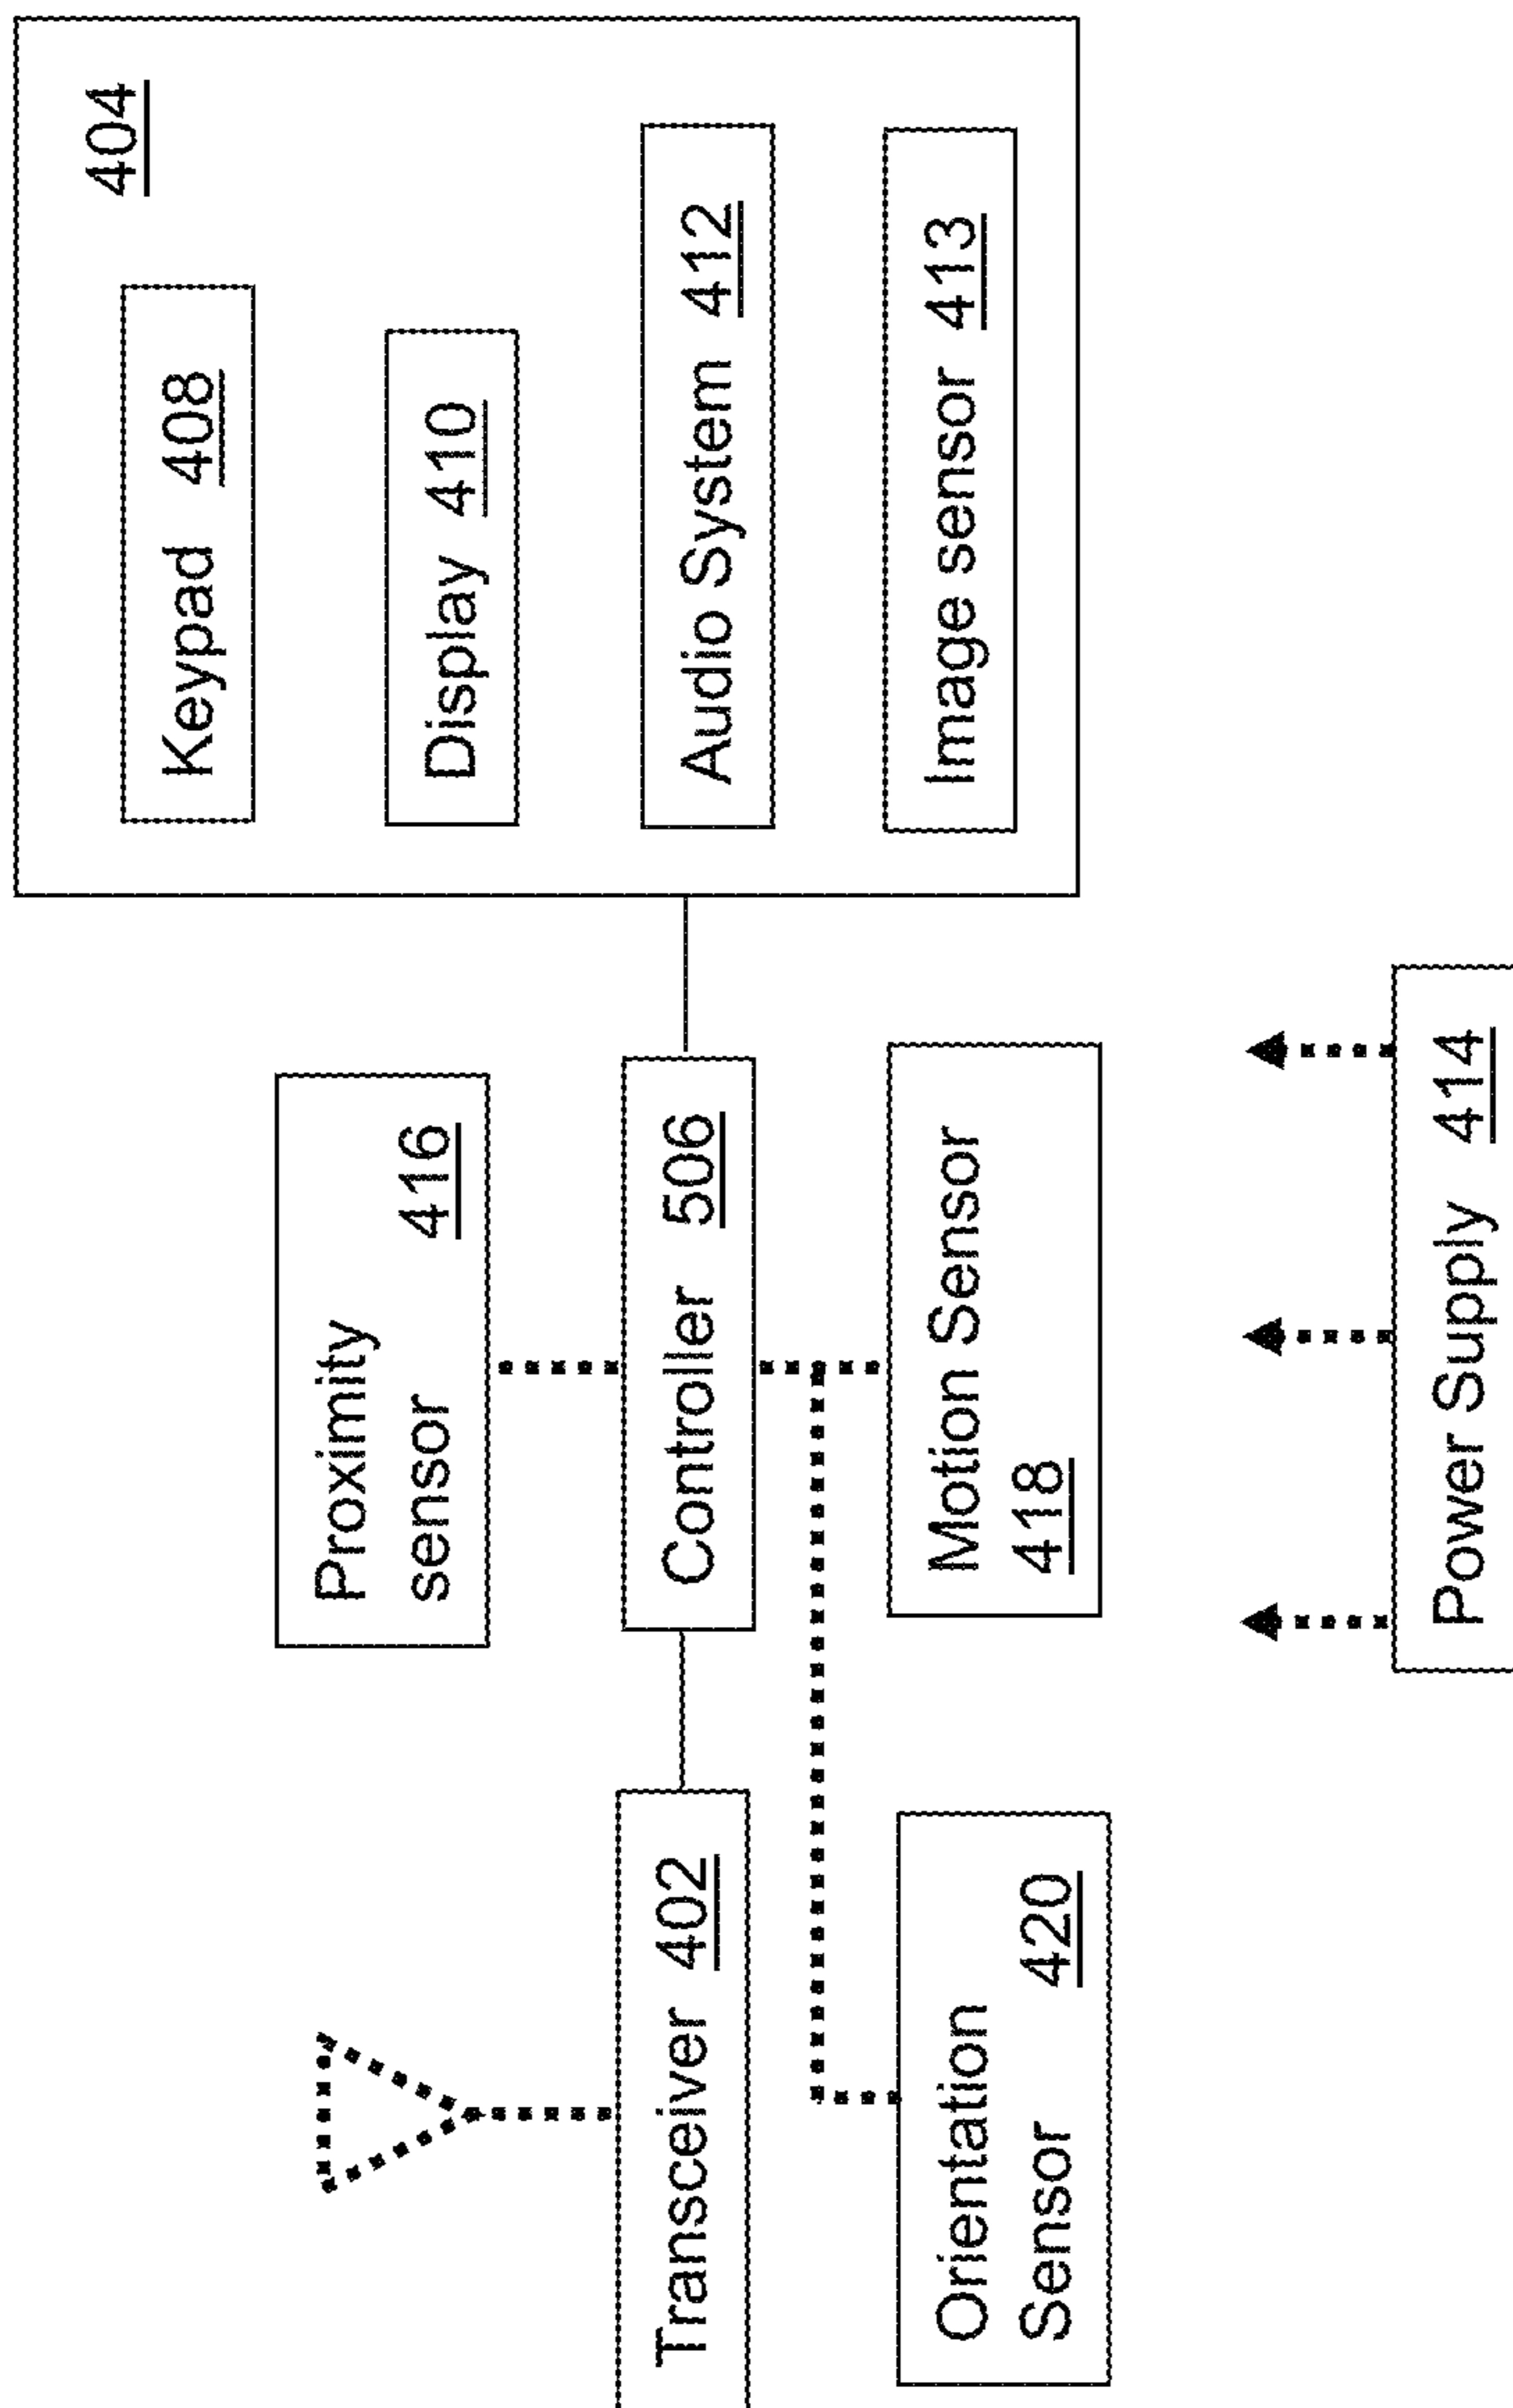 404
Keypad 408
Display 410
Audio System 412
Image sensor 413
Proximity
sensor 416
Transceiver 402
Controller 506
Orientation
Sensor 420
Motion Sensor
418
Power Supply 414